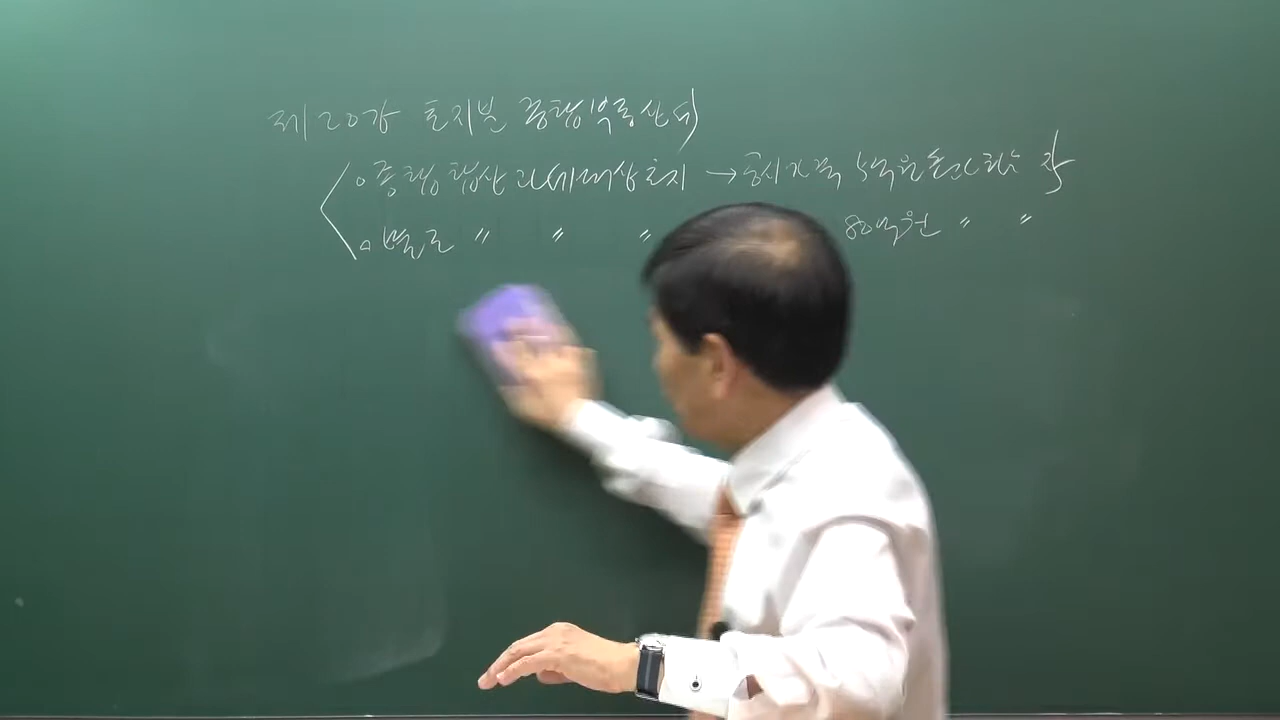 제20강 토지분 종합부동산세
종합합산과세대상토지 → 공시가격 5억원 초과하는 자
별도 〃 〃 〃 80억원 〃 〃